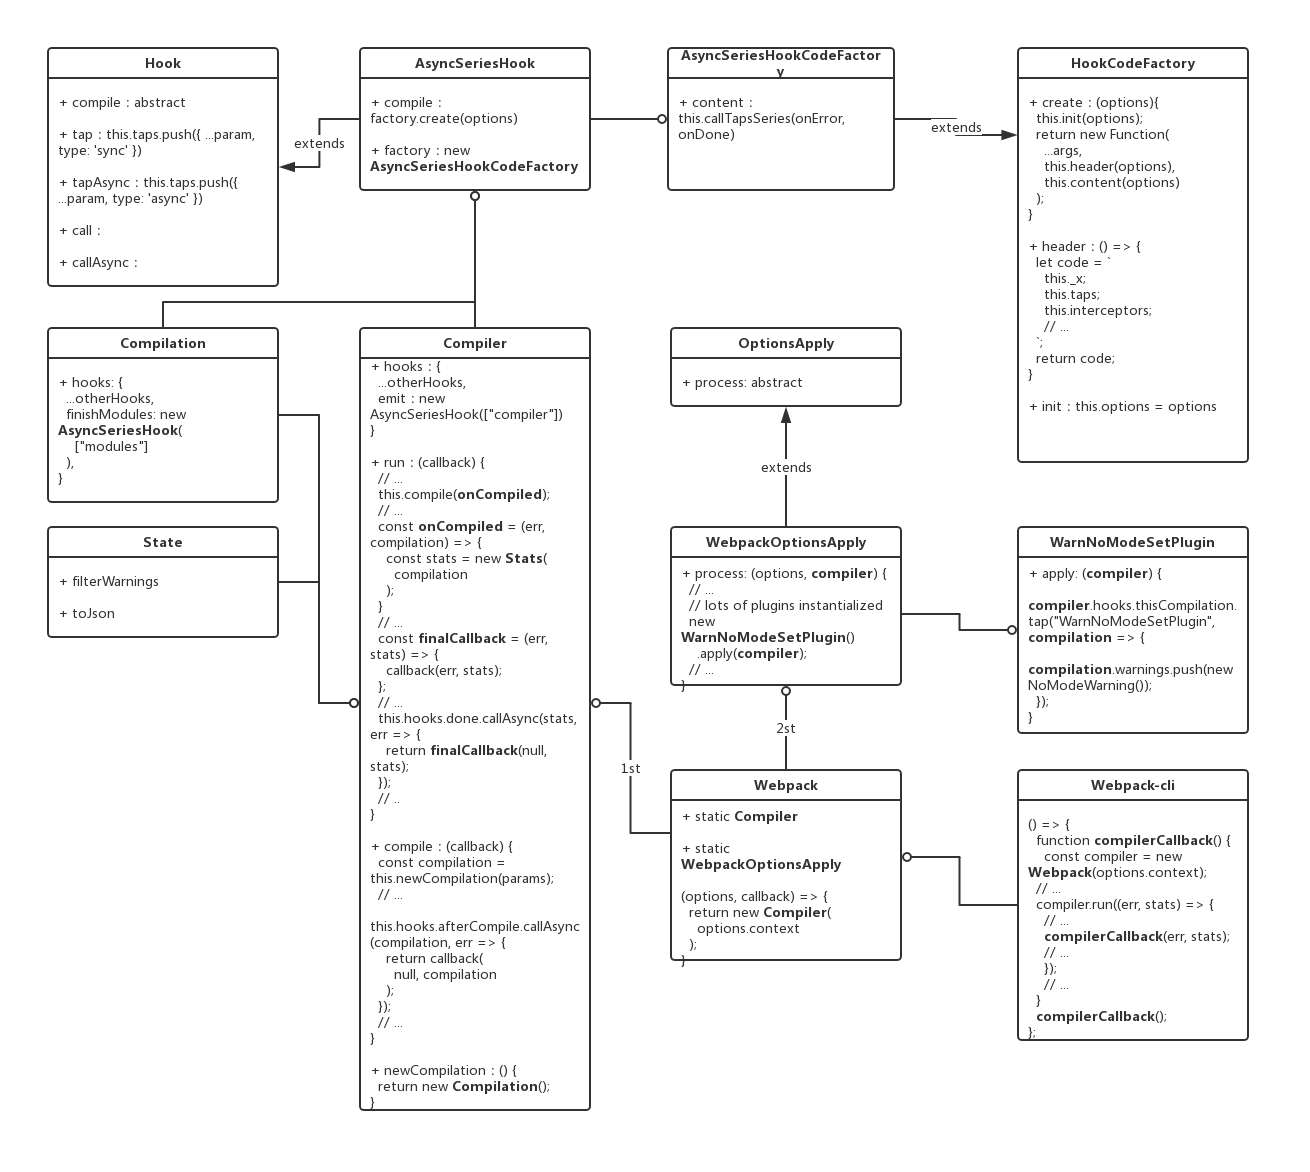 Hook
+ compile : abstract
+ tap : this.taps.push({ ...param,
type: 'sync' })
+ tapAsync : this.taps.push({
...param, type: 'async' })
+ call :
+ callAsync :
extends
AsyncSeriesHook
+ compile :
factory.create(options)
+ factory : new
AsyncSeriesHookCodeFactory
AsyncSeriesHookCodeFactor
y
+ content :
this.callTapsSeries(onError,
onDone)
extends
HookCodeFactory
+ create : (options){
this.init(options);
return new Function(
...args,
this.header(options),
this.content(options)
);
}
+ header : () => {
let code = `
this._x;
this.taps;
this.interceptors;
// ...
`;
return code;
}
+ init : this.options = options
Compilation
+ hooks: {
...otherHooks,
finishModules: new
AsyncSeriesHook(
["modules"]
),
}
State
+ filterWarnings
+ toJson
Compiler
+ hooks : {
...otherHooks,
emit : new
AsyncSeriesHook(["compiler"])
}
+ run : (callback) {
// ...
this.compile(onCompiled);
// ...
const onCompiled = (err,
compilation) => {
const stats = new Stats(
compilation
);
}
// ...
const finalCallback = (err,
stats) => {
callback(err, stats);
};
// ...
this.hooks.done.callAsync(stats,
err => {
return finalCallback(null,
stats);
});
// ..
}
+ compile : (callback) {
const compilation =
this.newCompilation(params);
// ...
this.hooks.afterCompile.callAsync
(compilation, err => {
return callback(
null, compilation
);
});
// ...
}
+ newCompilation : () {
return new Compilation();
}
OptionsApply
+ process: abstract
extends
WebpackOptionsApply
+ process: (options, compiler) {
// ...
// lots of plugins instantialized
new
WarnNoModeSetPlugin()
.apply(compiler);
// ...
}
2st
1st
Webpack
+ static Compiler
+ static
WebpackOptionsApply
(options, callback) => {
return new Compiler(
options.context
);
}
WarnNoModeSetPlugin
+ apply: (compiler) {
compiler.hooks.thisCompilation.
tap("WarnNoModeSetPlugin",
compilation => {
compilation.warnings.push(new
NoModeWarning());
});
}
Webpack-cli
() => {
function compilerCallback() {
const compiler = new
Webpack(options.context);
// ...
compiler.run((err, stats) => {
// ...
compilerCallback(err, stats);
// ...
});
// ...
}
compilerCallback();
};